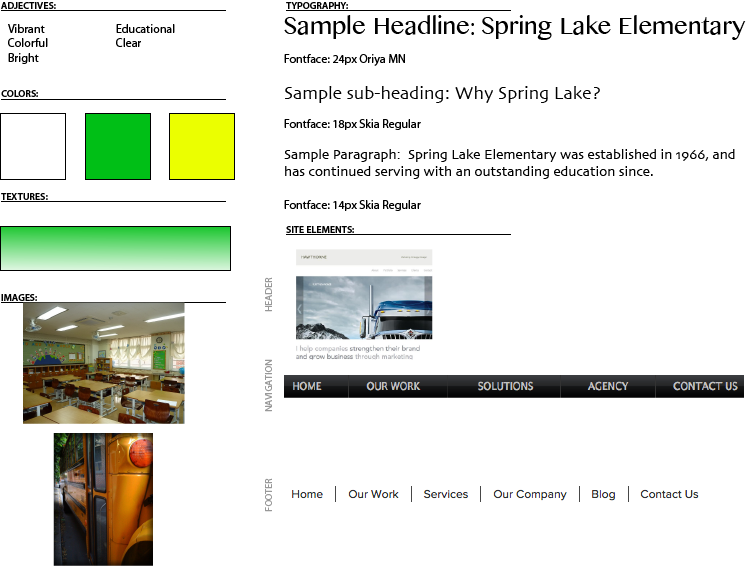 ADJECTIVES:
Vibrant
Colorful
Bright
Educational
Clear
COLORS:
TEXTURES:
IMAGES:
TYPOGRAPHY:
Sample Headline: Spring Lake Elementary
Fontface: 24px Oriya MN
Sample sub-heading: Why Spring Lake?
Fontface: 18px Skia Regular
Sample Paragraph: Spring Lake Elementary was established in 1966, and
has continued serving with an outstanding education since.
Fontface: 14px Skia Regular
SITE ELEMENTS:
HEADER
I help companies strengthen their brand
and grow business through marketing
NAVIGATION
HOME OUR WORK SOLUTIONS AGENCY CONTACT US
FOOTER
Home Our Work Services Our Company Blog Contact Us